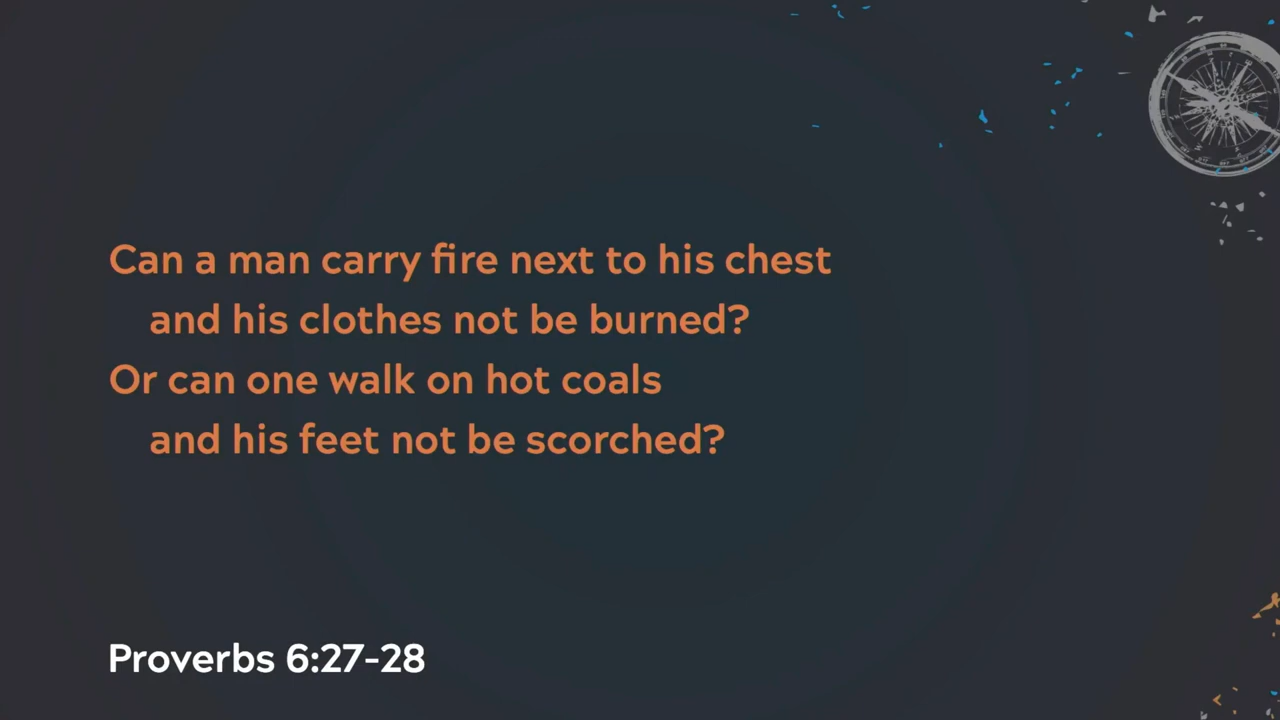 Can a man carry fire next to his chest
and his clothes not be burned?
Or can one walk on hot coals
and his feet not be scorched?
Proverbs 6:27-28